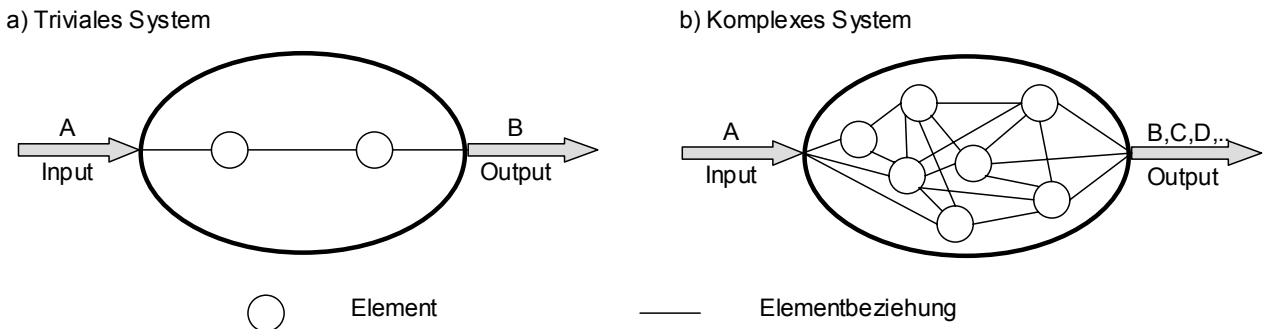 a) Triviales System
b) Komplexes System
A
Input
B
Output
A
Input
B,C,D,..
Output
Element
Elementbeziehung